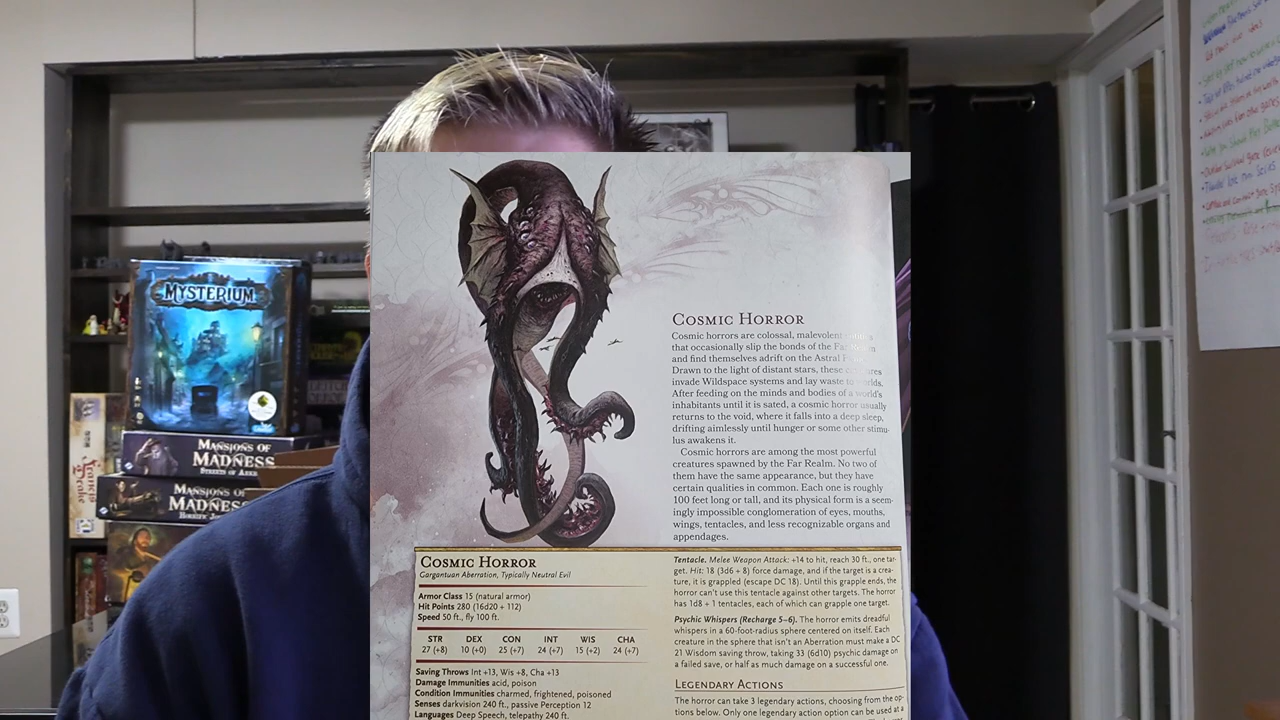 MYSTERIUM
MANSIONS OF
MADNESS
MANSIONS OF
MADNESS
COSMIC HORROR
Cosmic horrors are colossal, malevolent
that occasionally slip the bonds of the Far Realm
and find themselves adrift on the Astral
Drawn to the light of distant stars, these
invade Wildspace systems and lay waste to worlds.
After feeding on the minds and bodies of a world's
inhabitants until it is sated, a cosmic horror usually
returns to the void, where it falls into a deep sleep,
drifting aimlessly until hunger or some other stimu-
lus awakens it.
Cosmic horrors are among the most powerful
creatures spawned by the Far Realm. No two of
them have the same appearance, but they have
certain qualities in common. Each one is roughly
100 feet long or tall, and its physical form is a seem-
ingly impossible conglomeration of eyes, mouths,
wings, tentacles, and less recognizable organs and
appendages.
COSMIC HORROR
Gargantuan Aberration, Typically Neutral Evil
Armor Class 15 (natural armor)
Hit Points 280 (16d20 + 112)
Speed 50 ft., fly 100 ft.
STR DEX CON INT WIS CHA
27 (+8) 10 (+0) 25 (+7) 24 (+7) 15 (+2) 24 (+7)
Saving Throws Int +13, Wis +8, Cha +13
Damage Immunities acid, poison
Condition Immunities charmed, frightened, poisoned
Senses darkvision 240 ft., passive Perception 12
Languages Deep Speech, telepathy 240 ft.
Tentacle. Melee Weapon Attack: +14 to hit, reach 30 ft., one tar-
get. Hit: 18 (3d6 + 8) force damage, and if the target is a crea-
ture, it is grappled (escape DC 18). Until this grapple ends, the
horror can't use this tentacle against other targets. The horror
has 1d8 + 1 tentacles, each of which can grapple one target.
Psychic Whispers (Recharge 5–6). The horror emits dreadful
whispers in a 60-foot-radius sphere centered on itself. Each
creature in the sphere that isn't an Aberration must make a DC
21 Wisdom saving throw, taking 33 (6d10) psychic damage on
a failed save, or half as much damage on a successful one.
LEGENDARY ACTIONS
The horror can take 3 legendary actions, choosing from the op-
tions below. Only one legendary action option can be used at a